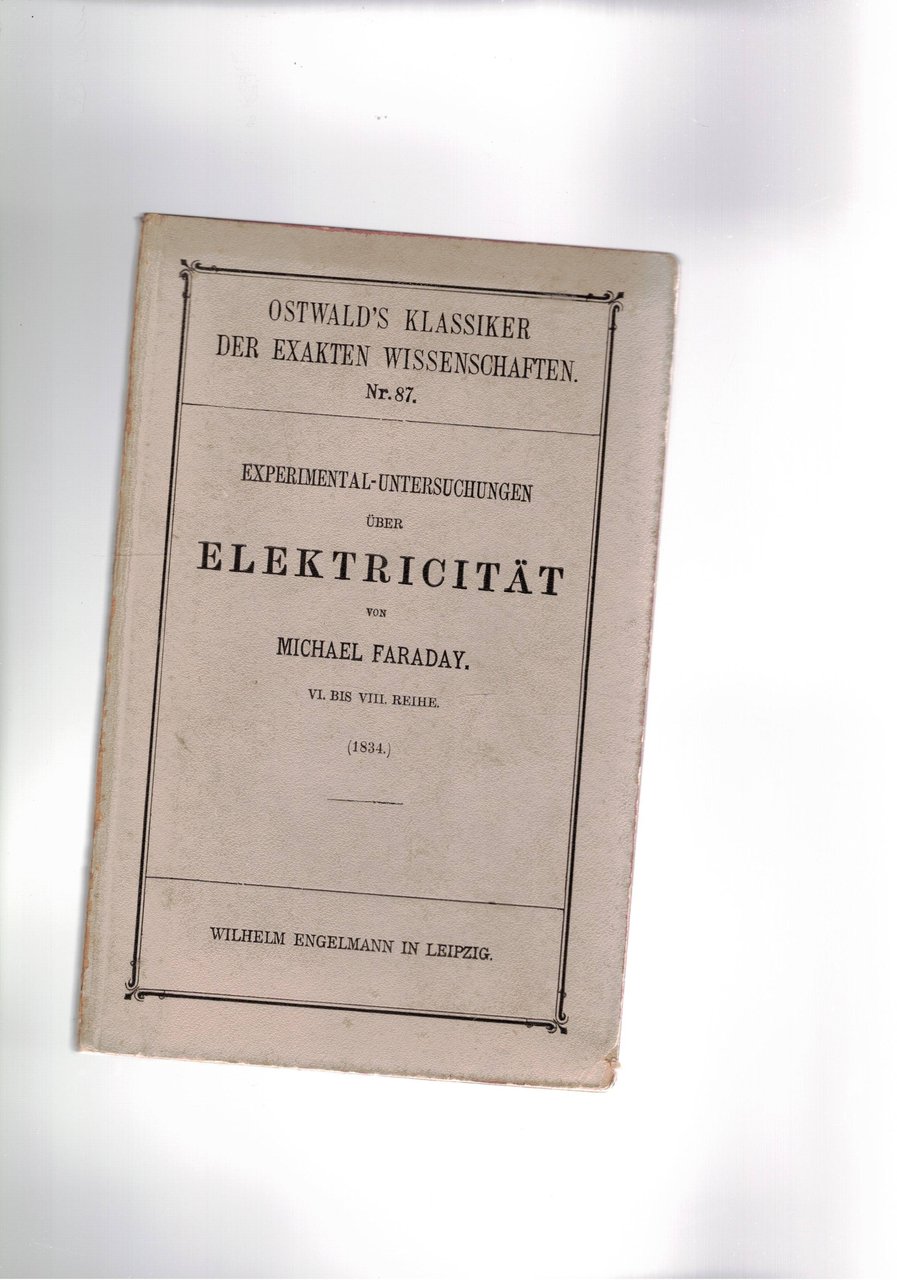 OSTWALD'S KLASSIKER
DER EXAKTEN WISSENSCHAFTEN.
Nr. 87.
EXPERIMENTAL-UNTERSUCHUNGEN
ÜBER
ELEKTRICITÄT
VON
MICHAEL FARADAY.
VI. BIS VIII. REIHE.
(1834.)
WILHELM ENGELMANN IN LEIPZIG.